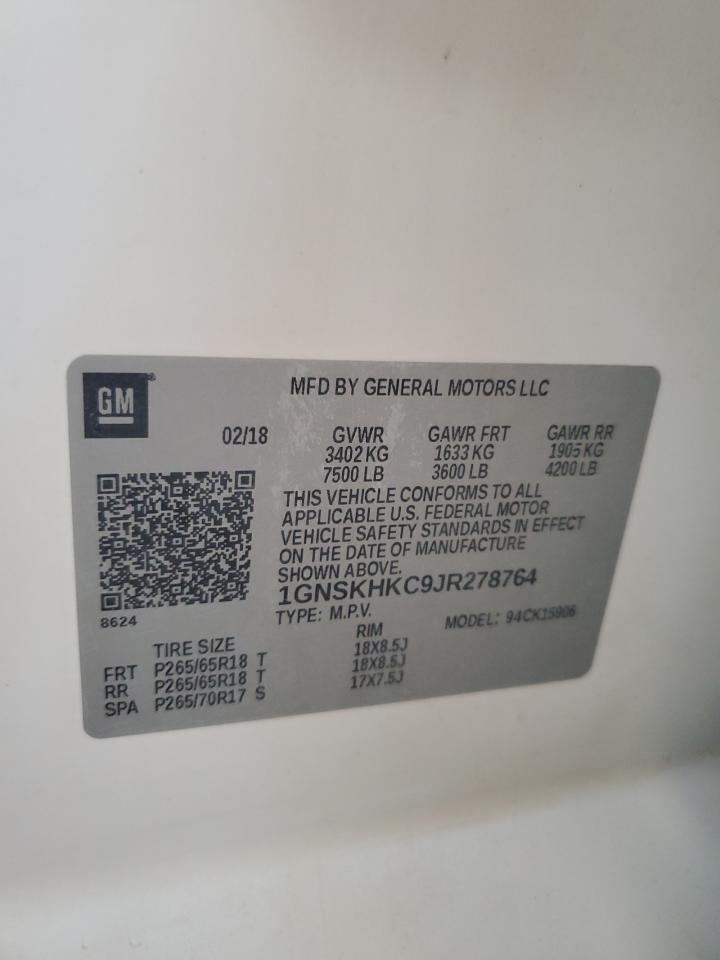 GM
MFD BY GENERAL MOTORS LLC
02/18 GVWR GAWR FRT GAWR RR
3402 KG 1633 KG 1905 KG
7500 LB 3600 LB 4200 LB
THIS VEHICLE CONFORMS TO ALL
APPLICABLE U.S. FEDERAL MOTOR
VEHICLE SAFETY STANDARDS IN EFFECT
ON THE DATE OF MANUFACTURE
SHOWN ABOVE.
1GNSKHKC9JR278764
TYPE: M.P.V. MODEL: 94CK15906
8624
TIRE SIZE RIM
FRT P265/65R18 T 18X8.5J
RR P265/65R18 T 18X8.5J
SPA P265/70R17 S 17X7.5J